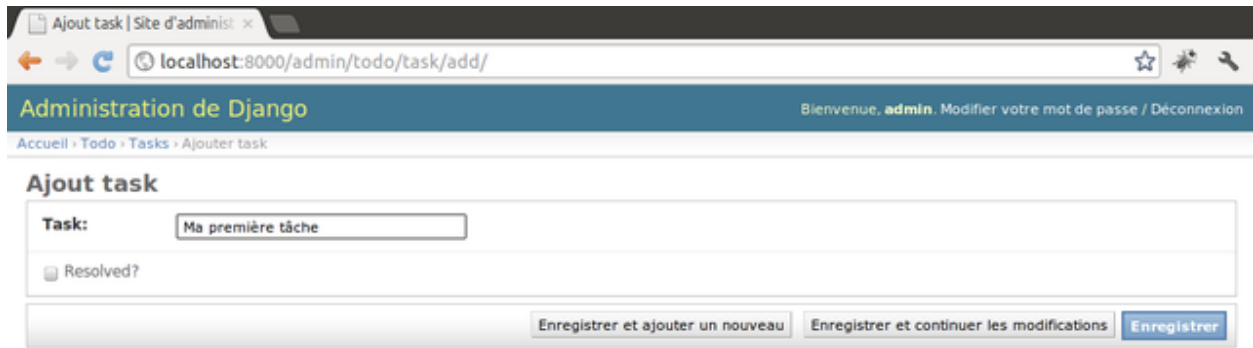 Ajout task | Site d'administ
localhost:8000/admin/todo/task/add/
Administration de Django
Bienvenue, admin. Modifier votre mot de passe / Déconnexion
Accueil › Todo › Tasks › Ajouter task
Ajout task
Task: Ma première tâche
Resolved?
Enregistrer et ajouter un nouveau Enregistrer et continuer les modifications Enregistrer